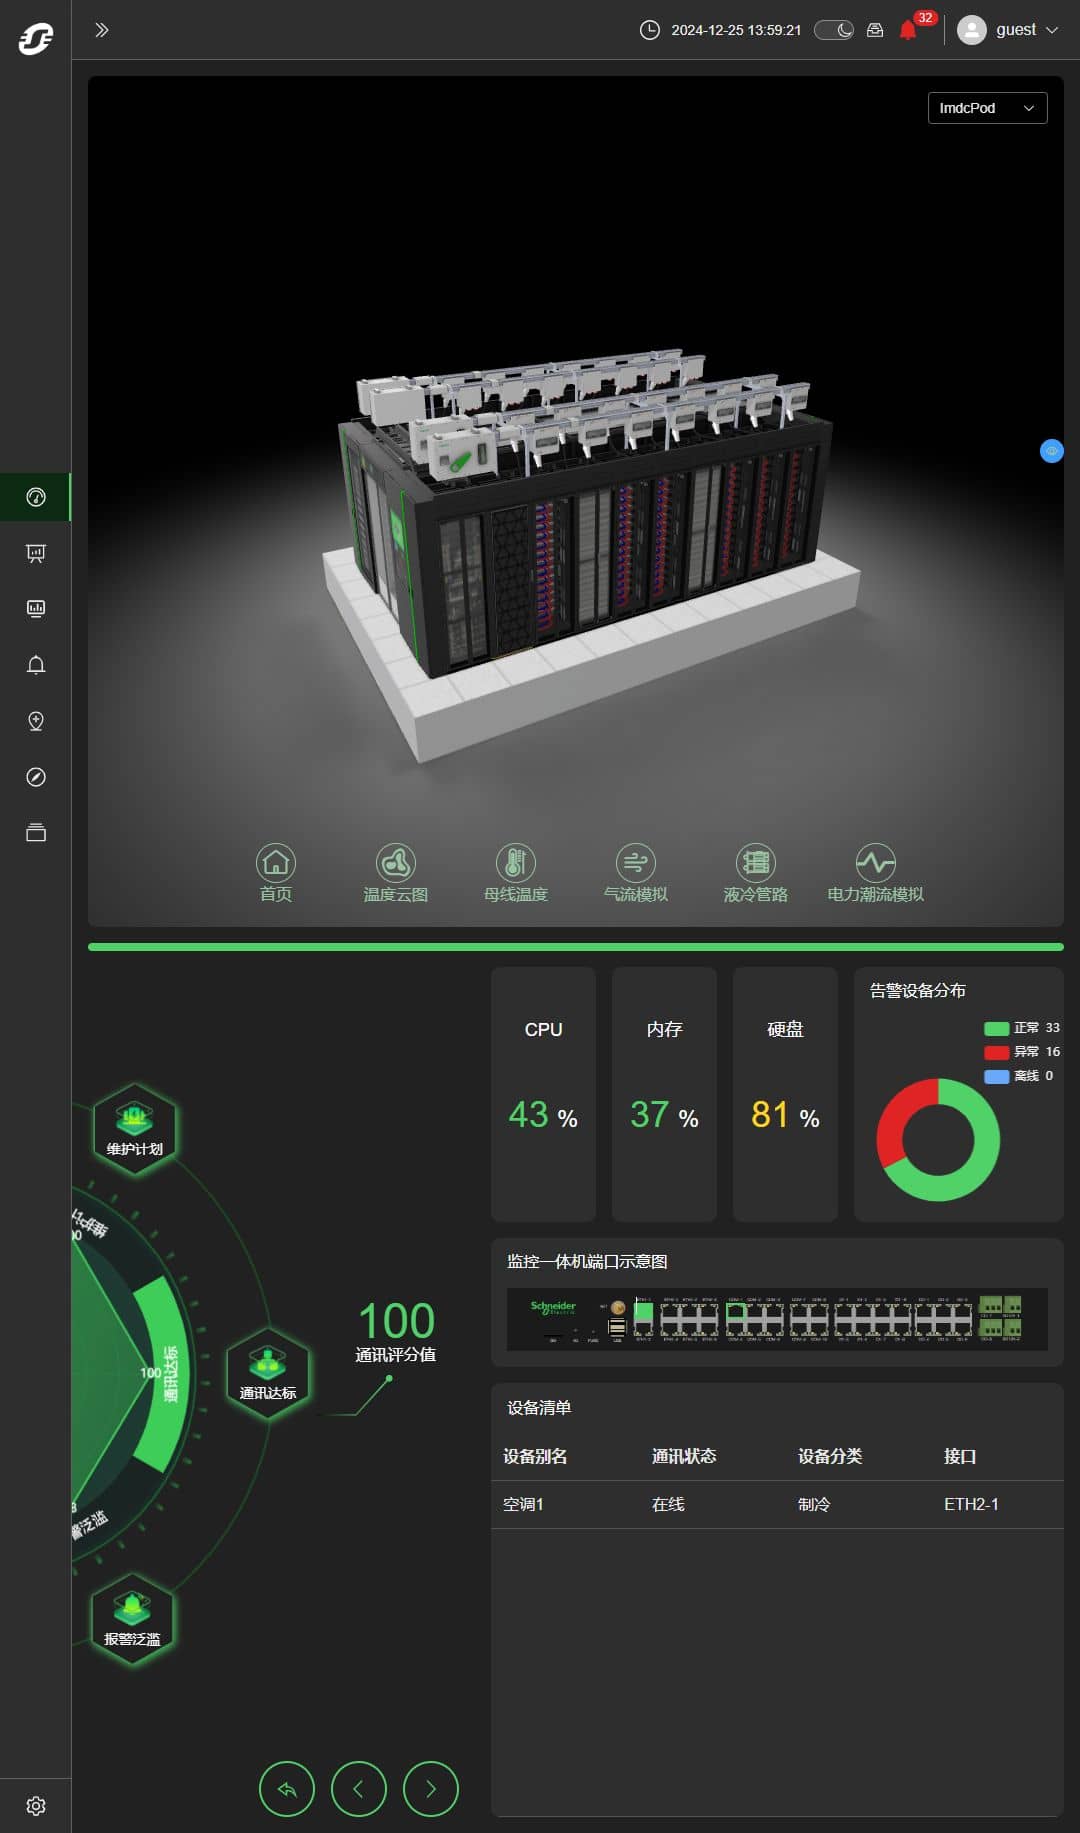 2024-12-25 13:59:21
32
guest
ImdcPod
首页
温度云图
母线温度
气流模拟
液冷管路
电力潮流模拟
维护计划
100
通讯达标
100
通讯评分值
通讯达标
报警泛滥
CPU
43 %
内存
37 %
硬盘
81 %
告警设备分布
正常 33
异常 16
离线 0
监控一体机端口示意图
Schneider
Electric
设备清单
设备别名 通讯状态 设备分类 接口
空调1 在线 制冷 ETH2-1